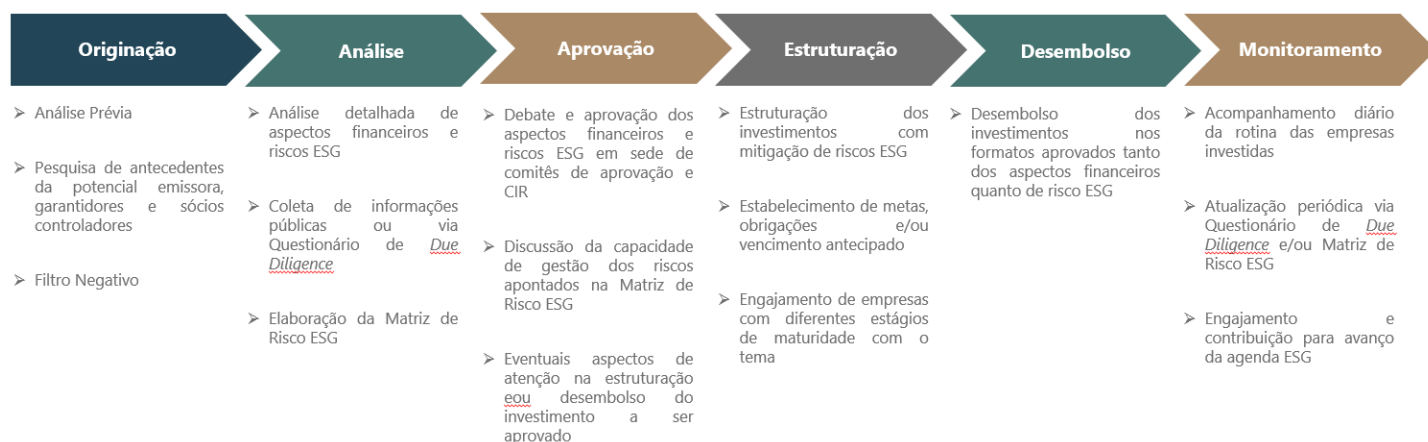 Originação
Análise
Aprovação
Estruturação
Desembolso
Monitoramento
➢ Análise Prévia
➢ Pesquisa de antecedentes
da potencial emissora,
garantidores e sócios
controladores
➢ Filtro Negativo
➢ Análise detalhada de
aspectos financeiros e
riscos ESG
➢ Coleta de informações
públicas ou via
Questionário de Due
Diligence
➢ Elaboração da Matriz de
Risco ESG
➢ Debate e aprovação dos
aspectos financeiros e
riscos ESG em sede de
comitês de aprovação e
CIR
➢ Discussão da capacidade
de gestão dos riscos
apontados na Matriz de
Risco ESG
➢ Eventuais aspectos de
atenção na estruturação
eou desembolso do
investimento a ser
aprovado
➢ Estruturação dos
investimentos com
mitigação de riscos ESG
➢ Estabelecimento de metas,
obrigações e/ou
vencimento antecipado
➢ Engajamento de empresas
com diferentes estágios
de maturidade com o
tema
➢ Desembolso dos
investimentos nos
formatos aprovados tanto
dos aspectos financeiros
quanto de risco ESG
➢ Acompanhamento diário
da rotina das empresas
investidas
➢ Atualização periódica via
Questionário de Due
Diligence e/ou Matriz de
Risco ESG
➢ Engajamento e
contribuição para avanço
da agenda ESG